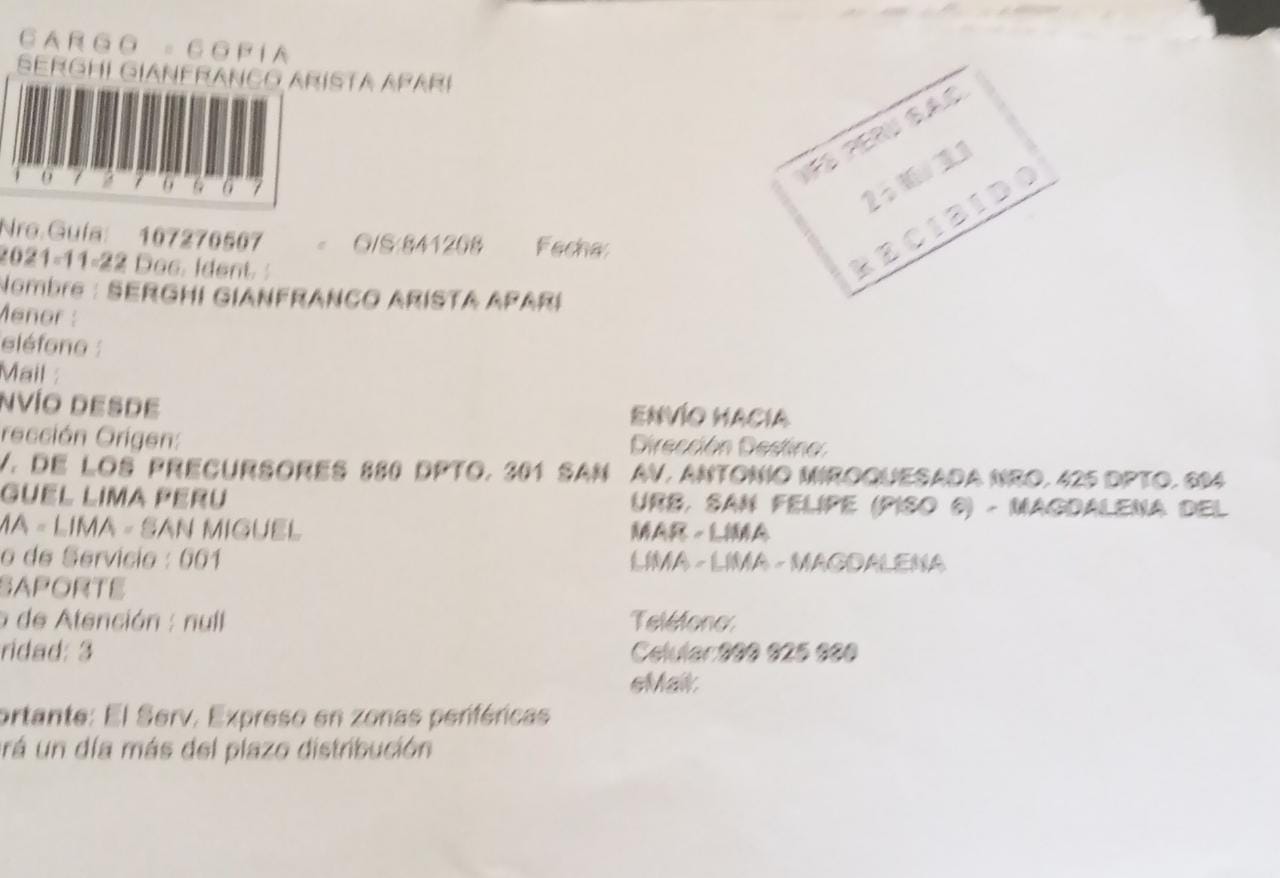 CARGO - COPIA
SERGHI GIANFRANCO ARISTA APARI
107270507
Nro.Guía: 107270507 - O/S:841208 Fecha:
2021-11-22 Doc. Ident. :
Nombre : SERGHI GIANFRANCO ARISTA APARI
Menor :
eléfono :
Mail :
NVÍO DESDE
rección Origen:
V. DE LOS PRECURSORES 880 DPTO. 301 SAN
GUEL LIMA PERU
MA - LIMA - SAN MIGUEL
o de Servicio : 001
SAPORTE
o de Atención : null
ridad: 3
ortante: El Serv. Expreso en zonas periféricas
rá un día más del plazo distribución
ENVÍO HACIA
Dirección Destino:
AV. ANTONIO MIROQUESADA NRO. 425 DPTO. 604
URB. SAN FELIPE (PISO 6) - MAGDALENA DEL
MAR - LIMA
LIMA - LIMA - MAGDALENA
Teléfono:
Celular:999 925 980
eMail:
VFS PERU S.A.C.
RECIBIDO